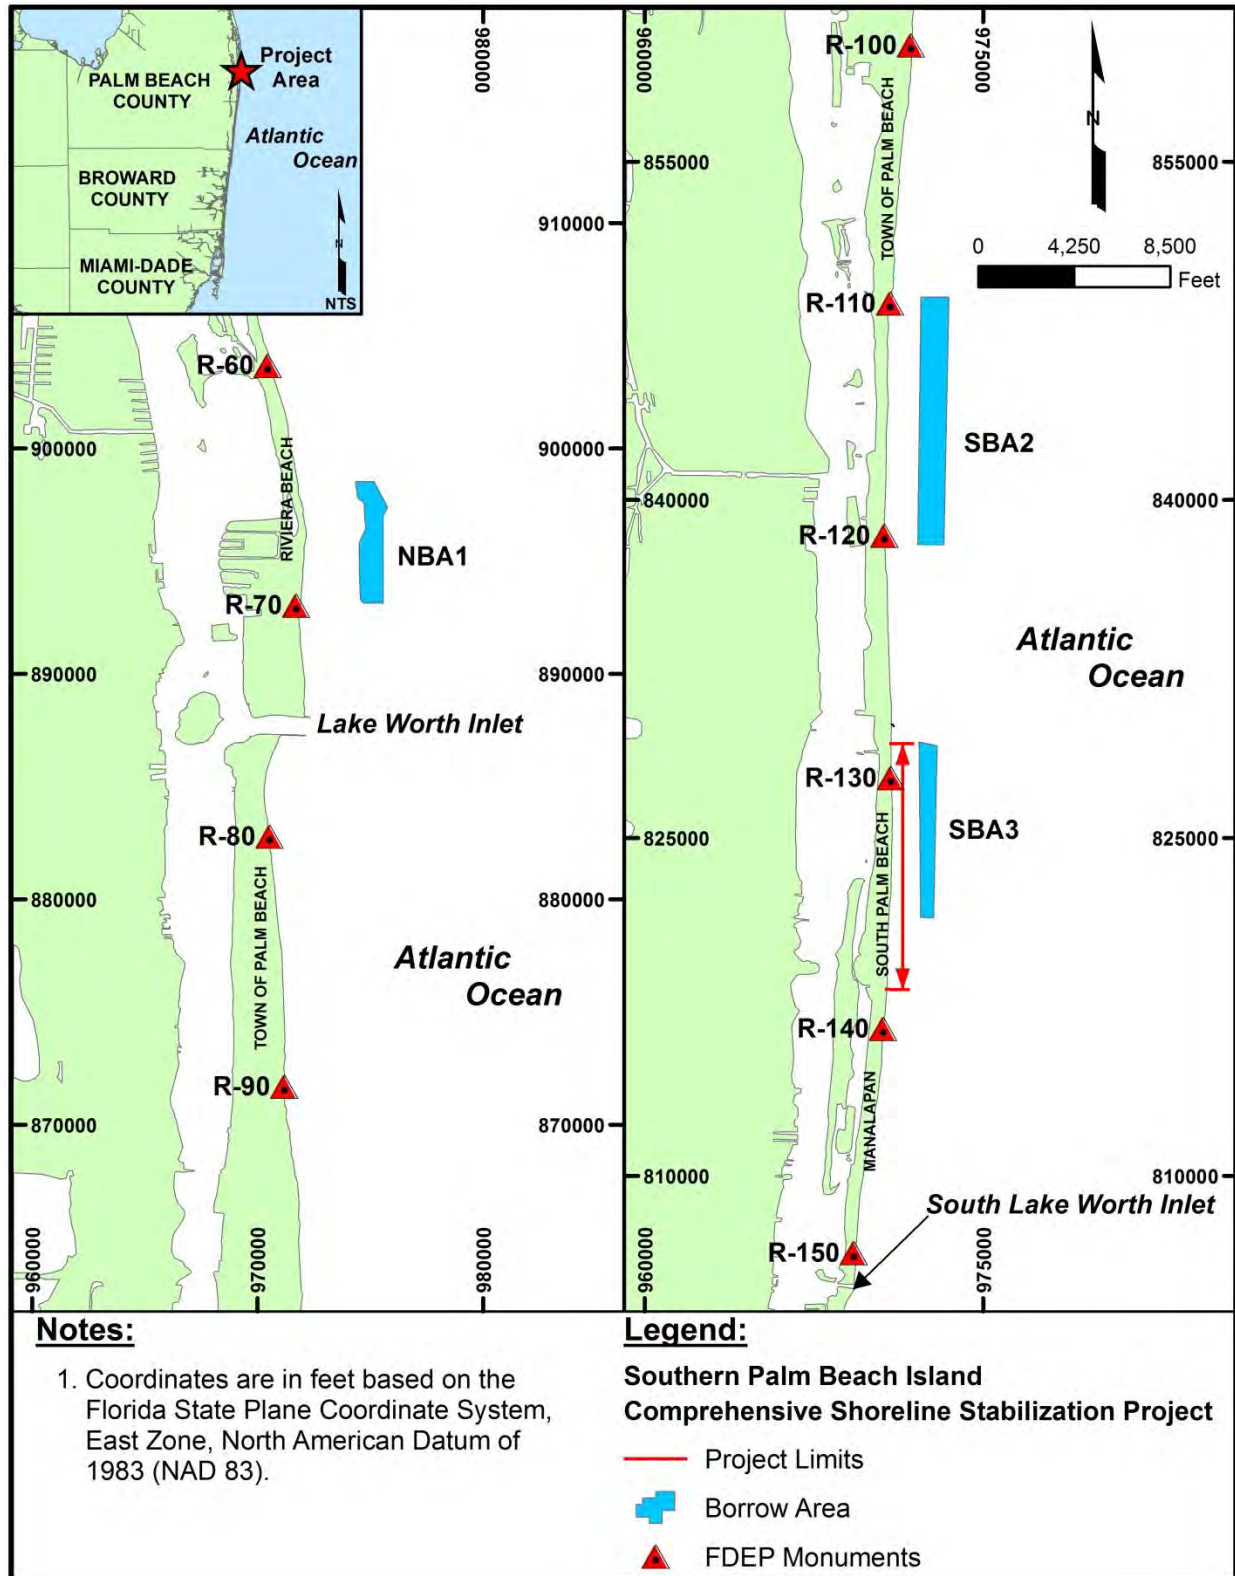 PALM BEACH
COUNTY
Project
Area
Atlantic
Ocean
BROWARD
COUNTY
MIAMI-DADE
COUNTY
N
NTS
980000
910000
R-60
900000
900000
RIVIERA BEACH
NBA1
R-70
890000
890000
Lake Worth Inlet
R-80
880000
880000
TOWN OF PALM BEACH
Atlantic
Ocean
R-90
870000
870000
960000
970000
980000
960000
R-100
975000
N
855000
855000
TOWN OF PALM BEACH
0 4,250 8,500
Feet
R-110
SBA2
840000
840000
R-120
Atlantic
Ocean
R-130
825000
825000
SBA3
SOUTH PALM BEACH
R-140
MANALAPAN
810000
810000
South Lake Worth Inlet
R-150
960000
975000
Notes:
1. Coordinates are in feet based on the
Florida State Plane Coordinate System,
East Zone, North American Datum of
1983 (NAD 83).
Legend:
Southern Palm Beach Island
Comprehensive Shoreline Stabilization Project
Project Limits
Borrow Area
FDEP Monuments